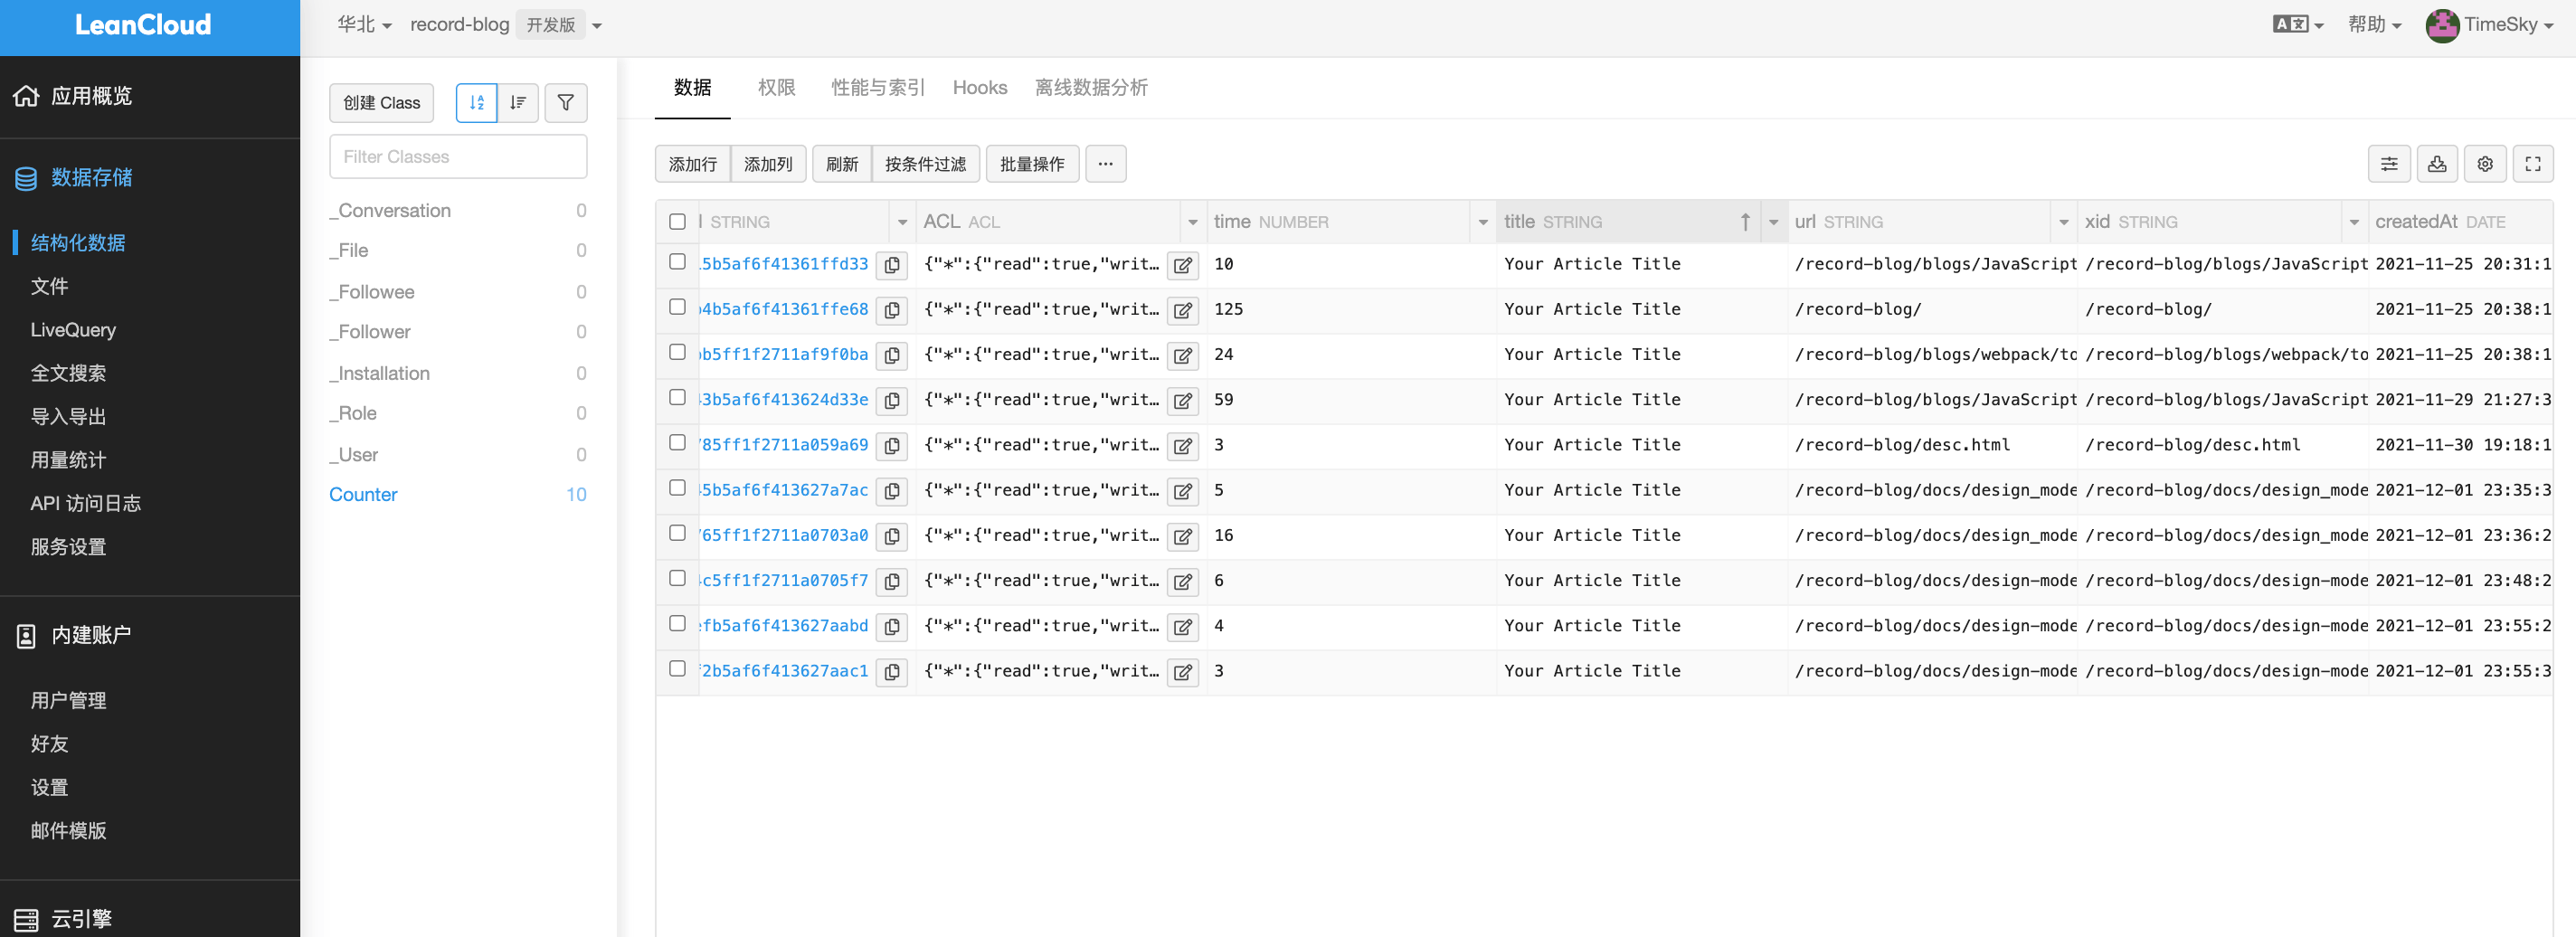 LeanCloud
华北 record-blog 开发版
帮助 TimeSky
应用概览
数据存储
结构化数据
文件
LiveQuery
全文搜索
导入导出
用量统计
API 访问日志
服务设置
内建账户
用户管理
好友
设置
邮件模版
云引擎
创建 Class
Filter Classes
_Conversation 0
_File 0
_Followee 0
_Follower 0
_Installation 0
_Role 0
_User 0
Counter 10
数据 权限 性能与索引 Hooks 离线数据分析
添加行 添加列 刷新 按条件过滤 批量操作 ···
STRING ACL ACL time NUMBER title STRING url STRING xid STRING createdAt DATE
5b5af6f41361ffd33 {"*":{"read":true,"writ… 10 Your Article Title /record-blog/blogs/JavaScript /record-blog/blogs/JavaScript 2021-11-25 20:31:1
4b5af6f41361ffe68 {"*":{"read":true,"writ… 125 Your Article Title /record-blog/ /record-blog/ 2021-11-25 20:38:1
b5ff1f2711af9f0ba {"*":{"read":true,"writ… 24 Your Article Title /record-blog/blogs/webpack/to /record-blog/blogs/webpack/to 2021-11-25 20:38:1
3b5af6f413624d33e {"*":{"read":true,"writ… 59 Your Article Title /record-blog/blogs/JavaScript /record-blog/blogs/JavaScript 2021-11-29 21:27:3
85ff1f2711a059a69 {"*":{"read":true,"writ… 3 Your Article Title /record-blog/desc.html /record-blog/desc.html 2021-11-30 19:18:1
5b5af6f413627a7ac {"*":{"read":true,"writ… 5 Your Article Title /record-blog/docs/design_mode /record-blog/docs/design_mode 2021-12-01 23:35:3
65ff1f2711a0703a0 {"*":{"read":true,"writ… 16 Your Article Title /record-blog/docs/design_mode /record-blog/docs/design_mode 2021-12-01 23:36:2
c5ff1f2711a0705f7 {"*":{"read":true,"writ… 6 Your Article Title /record-blog/docs/design-mode /record-blog/docs/design-mode 2021-12-01 23:48:2
fb5af6f413627aabd {"*":{"read":true,"writ… 4 Your Article Title /record-blog/docs/design-mode /record-blog/docs/design-mode 2021-12-01 23:55:2
2b5af6f413627aac1 {"*":{"read":true,"writ… 3 Your Article Title /record-blog/docs/design-mode /record-blog/docs/design-mode 2021-12-01 23:55:3